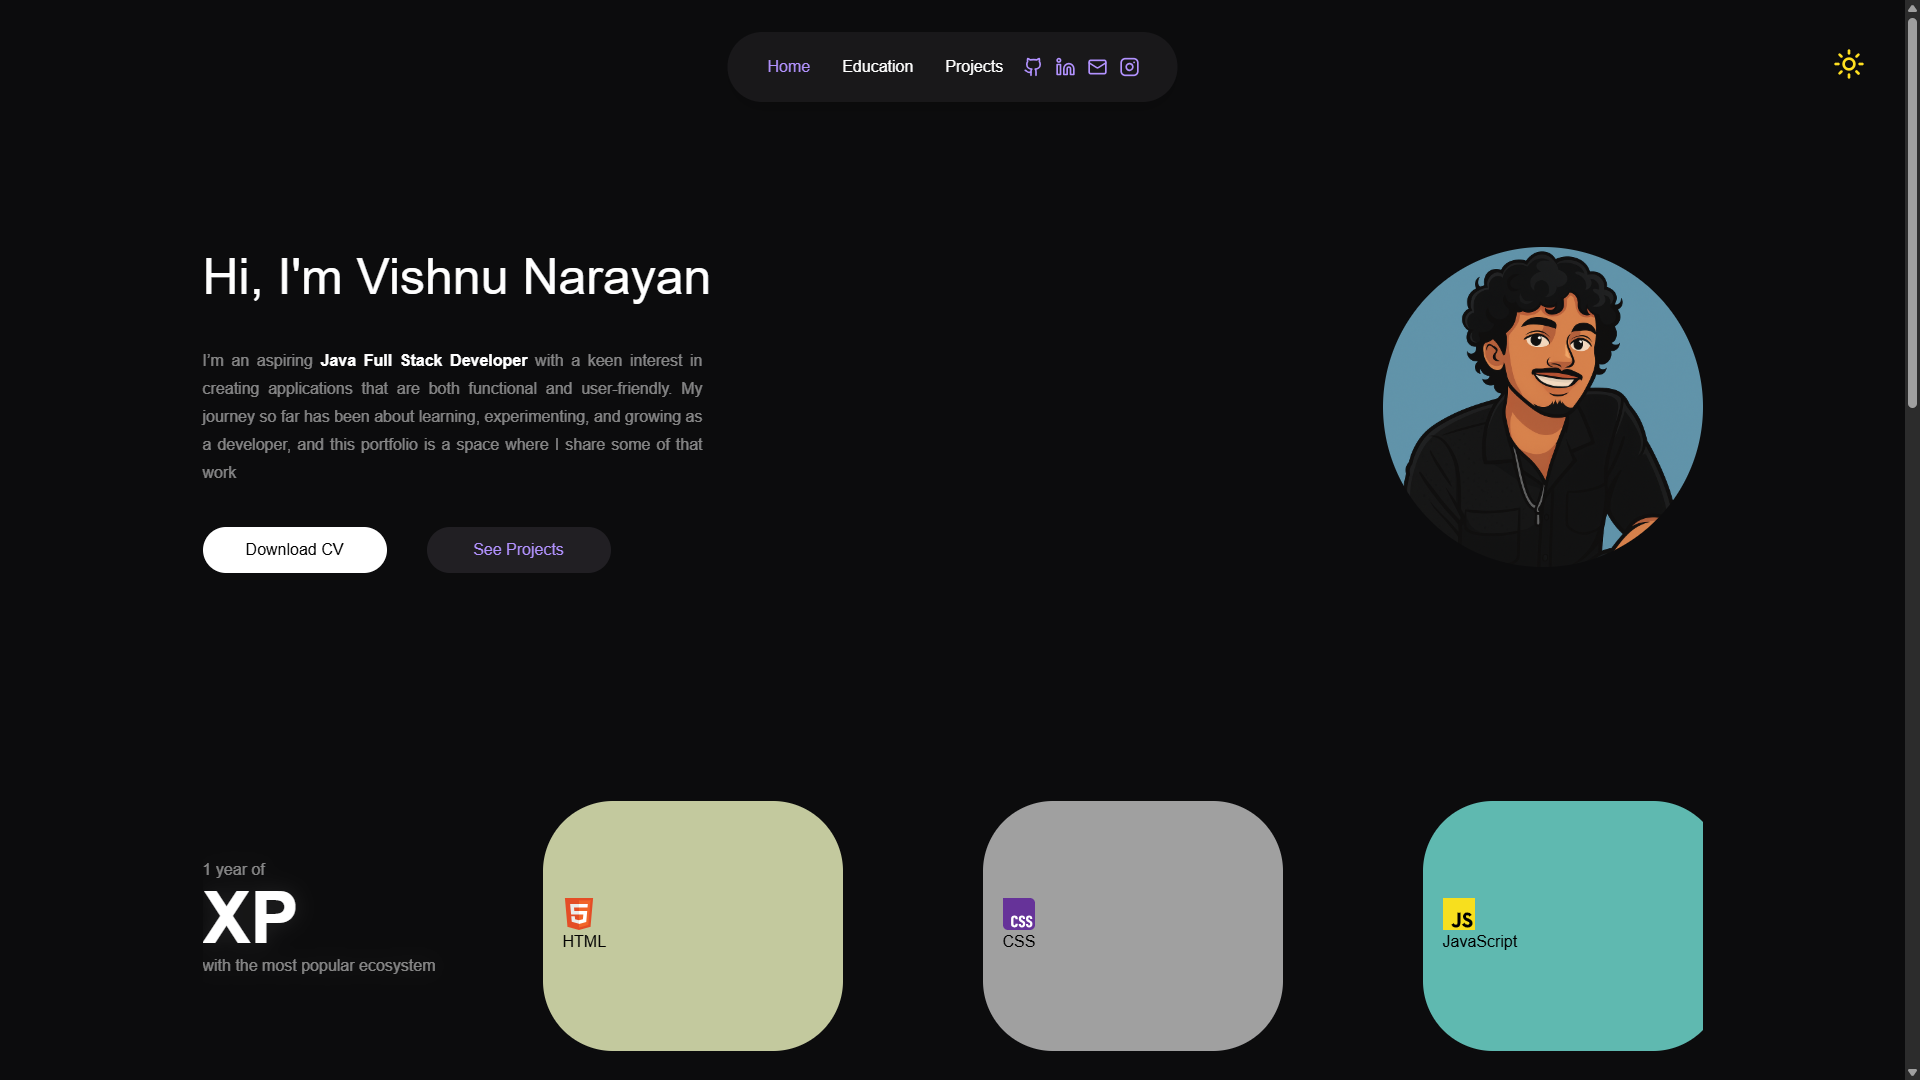 Home Education Projects
Hi, I'm Vishnu Narayan
I'm an aspiring Java Full Stack Developer with a keen interest in
creating applications that are both functional and user-friendly. My
journey so far has been about learning, experimenting, and growing as
a developer, and this portfolio is a space where I share some of that
work
Download CV See Projects
1 year of
XP
with the most popular ecosystem
5
HTML
CSS
CSS
JS
JavaScript